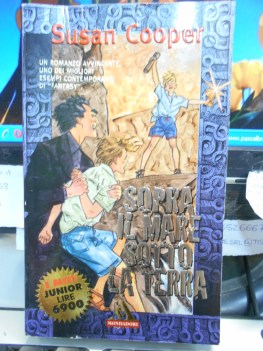 Susan Cooper
UN ROMANZO AVVINCENTE,
UNO DEI MIGLIORI
ESEMPI CONTEMPORANEI
DI "FANTASY"
SOPRA
IL MARE
SOTTO
LA TERRA
I MITI
JUNIOR
LIRE
6900
MONDADORI